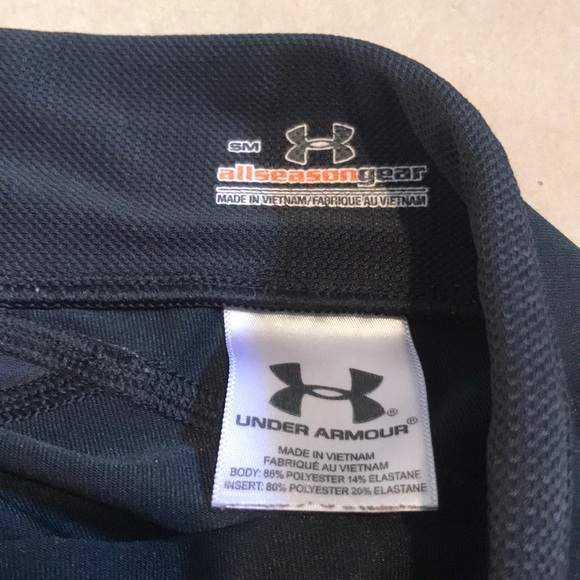 SM
allseasongear
MADE IN VIETNAM/FABRIQUE AU VIETNAM
UNDER ARMOUR®
MADE IN VIETNAM
FABRIQUÉ AU VIETNAM
BODY: 86% POLYESTER 14% ELASTANE
INSERT: 80% POLYESTER 20% ELASTANE